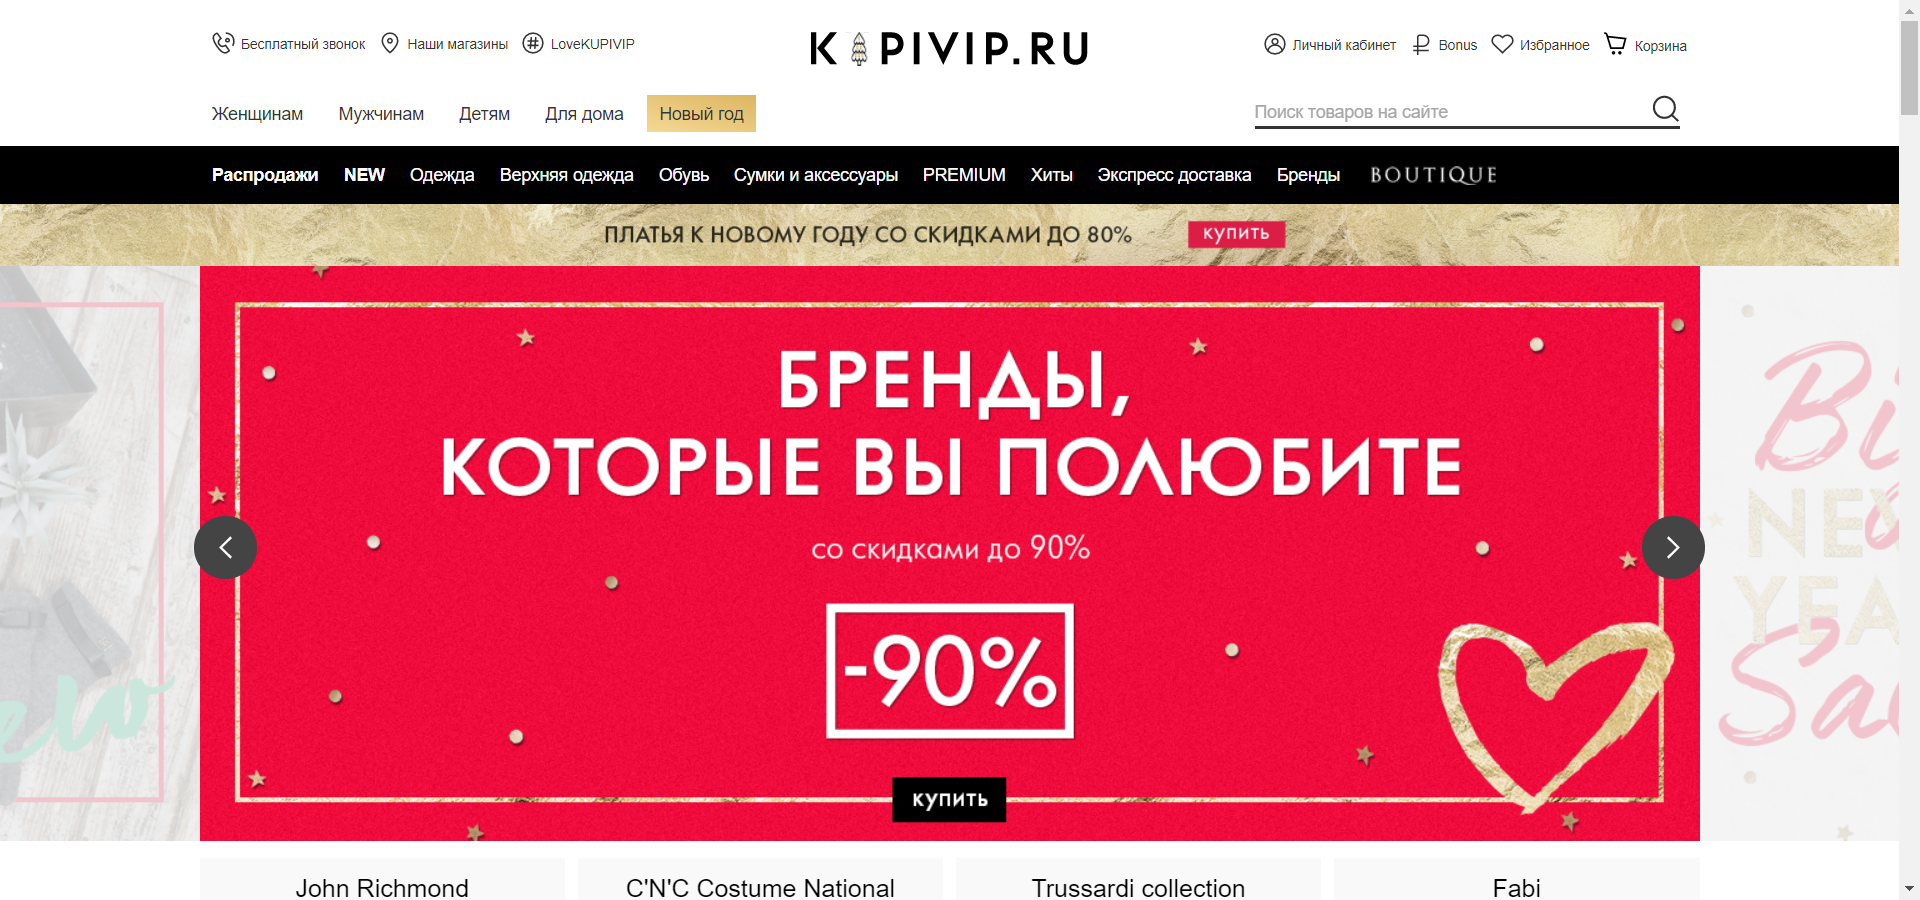 Бесплатный звонок
Наши магазины
LoveKUPIVIP
K PIVIP.RU
Личный кабинет
Bonus
Избранное
Корзина
Женщинам
Мужчинам
Детям
Для дома
Новый год
Поиск товаров на сайте
Распродажи
NEW
Одежда
Верхняя одежда
Обувь
Сумки и аксессуары
PREMIUM
Хиты
Экспресс доставка
Бренды
BOUTIQUE
ПЛАТЬЯ К НОВОМУ ГОДУ СО СКИДКАМИ ДО 80%
купить
БРЕНДЫ,
КОТОРЫЕ ВЫ ПОЛЮБИТЕ
со скидками до 90%
-90%
купить
John Richmond
C'N'C Costume National
Trussardi collection
Fabi